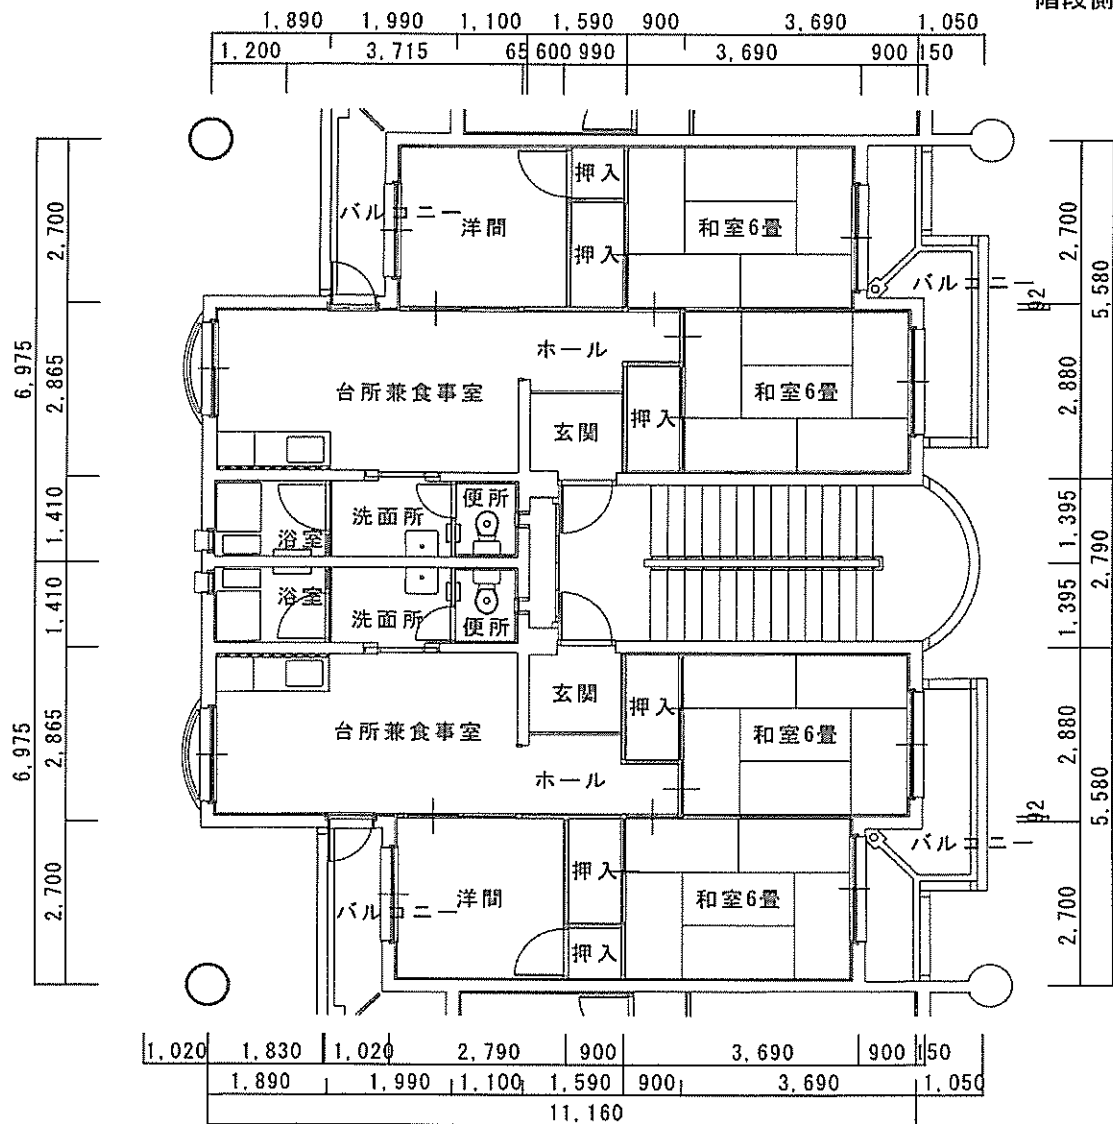 階段側
1,890 1,990 1,100 1,590 900 3,690 1,050
1,200 3,715 65 600 990 3,690 900 150
押入
バルコニー 洋間 押入 和室6畳
バルコニー
2,700
2,700
92
5,580
ホール
台所兼食事室 和室6畳
押入
玄関
6,975
2,865
2,880
便所
洗面所
浴室
1,410
1,395
2,790
浴室
洗面所
便所
1,410
1,395
玄関 押入
台所兼食事室 和室6畳
ホール
6,975
2,865
2,880
92
5,580
バルコニー
押入
バルコニー 洋間 和室6畳
押入
2,700
2,700
1,020 1,830 1,020 2,790 900 3,690 900 150
1,890 1,990 1,100 1,590 900 3,690 1,050
11,160